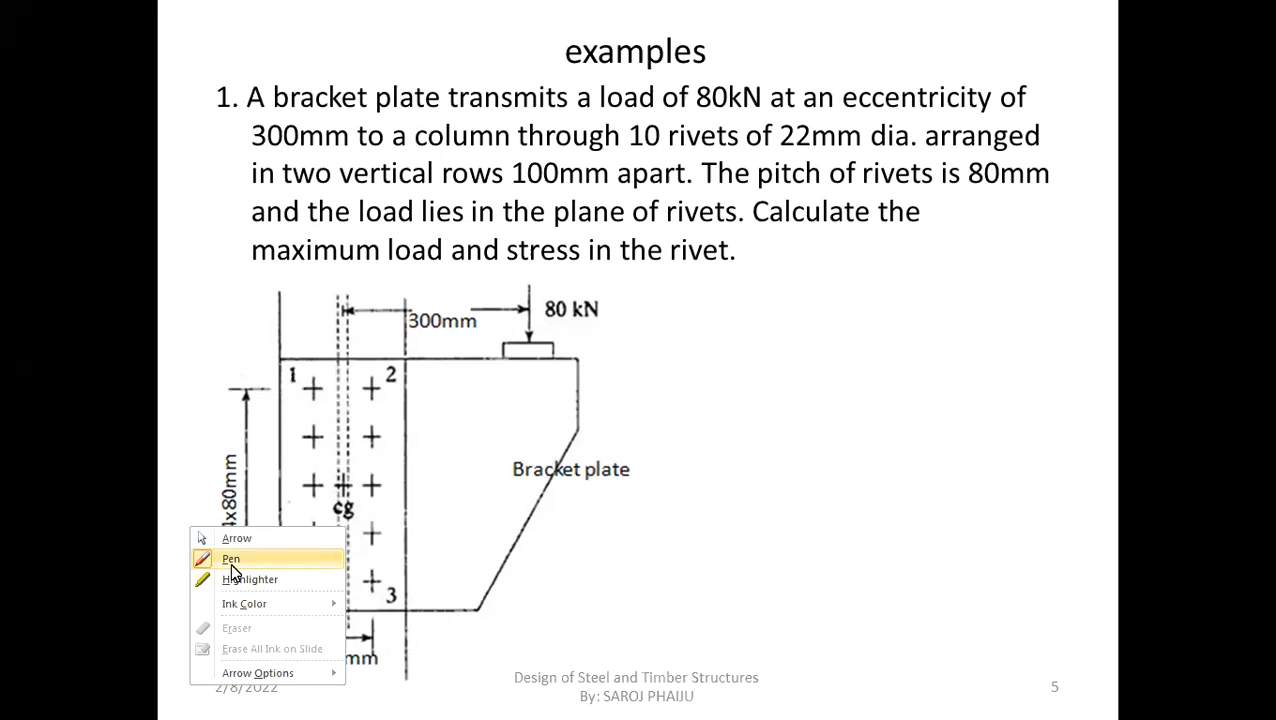 examples
1. A bracket plate transmits a load of 80kN at an eccentricity of
300mm to a column through 10 rivets of 22mm dia. arranged
in two vertical rows 100mm apart. The pitch of rivets is 80mm
and the load lies in the plane of rivets. Calculate the
maximum load and stress in the rivet.
80 kN
300mm
1
2
Bracket plate
x80mm
cg
3
mm
Arrow
Pen
Highlighter
Ink Color
Eraser
Erase All Ink on Slide
Arrow Options
2/8/2022
Design of Steel and Timber Structures
By: SAROJ PHAIJU
5